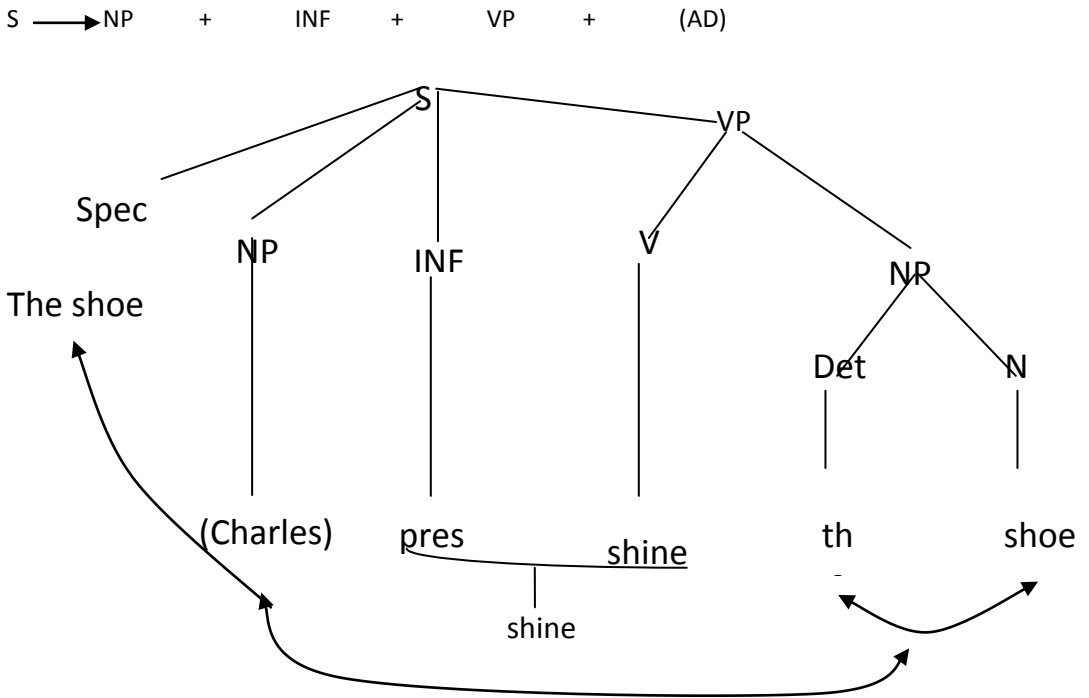 S NP + INF + VP + (AD)
S
VP
Spec
NP INF V
NP
The shoe
Det N
(Charles) pres shine th shoe
shine